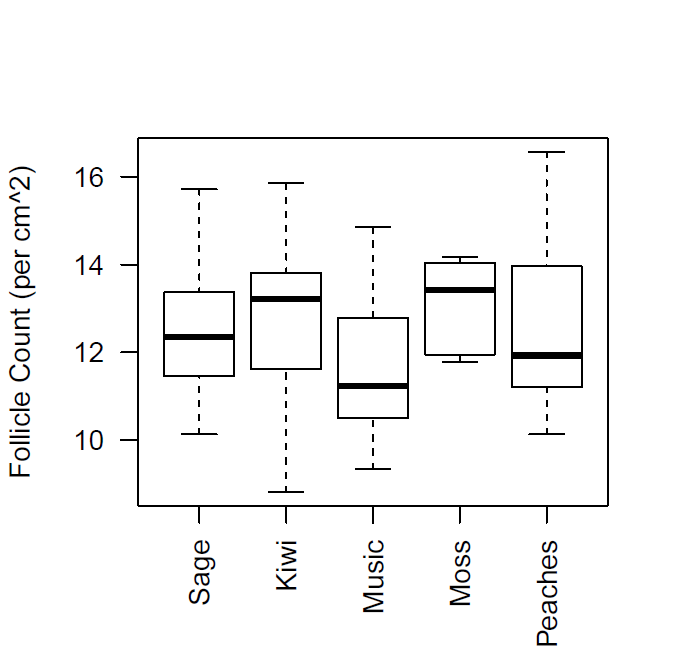 Follicle Count (per cm^2)
16
14
12
10
Sage
Kiwi
Music
Moss
Peaches